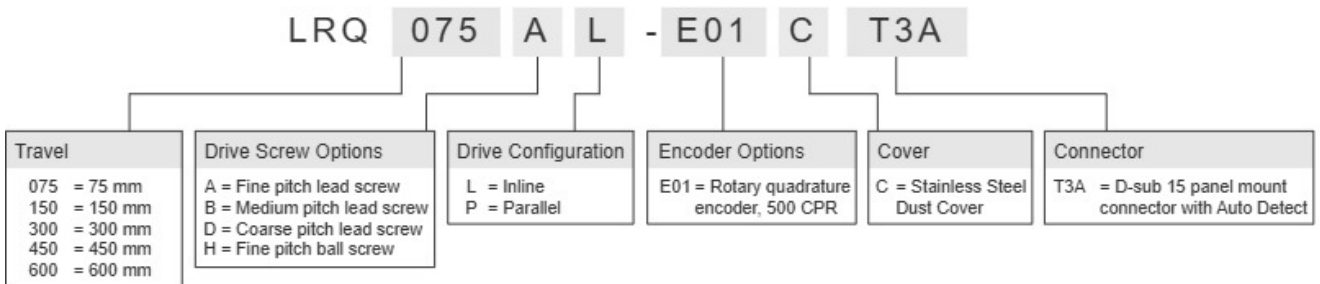 LRQ 075 A L - E01 C T3A
Travel
075 = 75 mm
150 = 150 mm
300 = 300 mm
450 = 450 mm
600 = 600 mm
Drive Screw Options
A = Fine pitch lead screw
B = Medium pitch lead screw
D = Coarse pitch lead screw
H = Fine pitch ball screw
Drive Configuration
L = Inline
P = Parallel
Encoder Options
E01 = Rotary quadrature
encoder, 500 CPR
Cover
C = Stainless Steel
Dust Cover
Connector
T3A = D-sub 15 panel mount
connector with Auto Detect